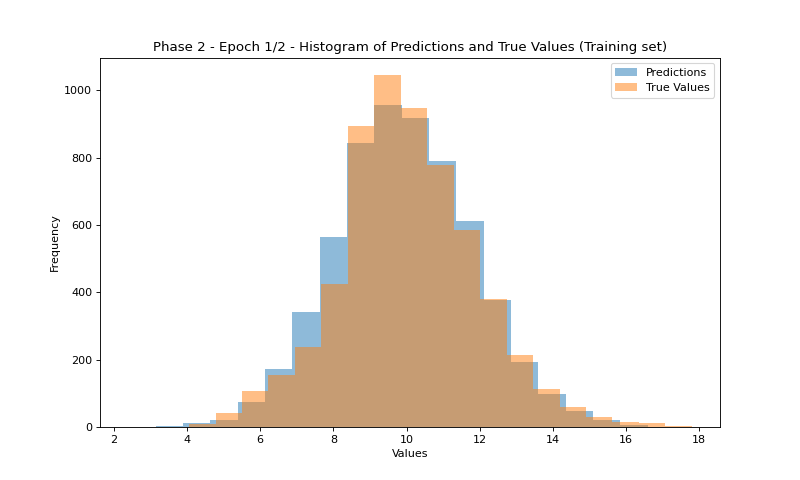 Phase 2 - Epoch 1/2 - Histogram of Predictions and True Values (Training set)
Predictions
True Values
1000
800
600
400
200
0
Frequency
2 4 6 8 10 12 14 16 18
Values